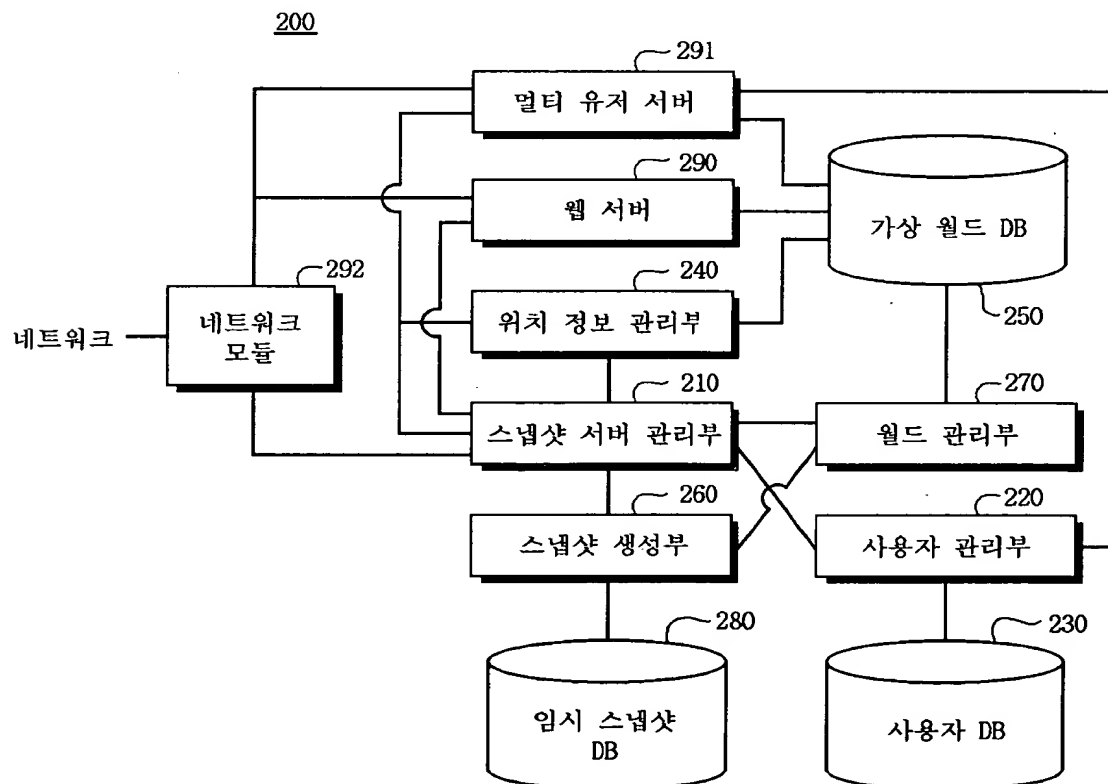 200
291
멀티 유저 서버
290
웹 서버
가상 월드 DB
250
292
네트워크
네트워크
모듈
240
위치 정보 관리부
210
스냅샷 서버 관리부
270
월드 관리부
260
스냅샷 생성부
220
사용자 관리부
280
임시 스냅샷
DB
230
사용자 DB